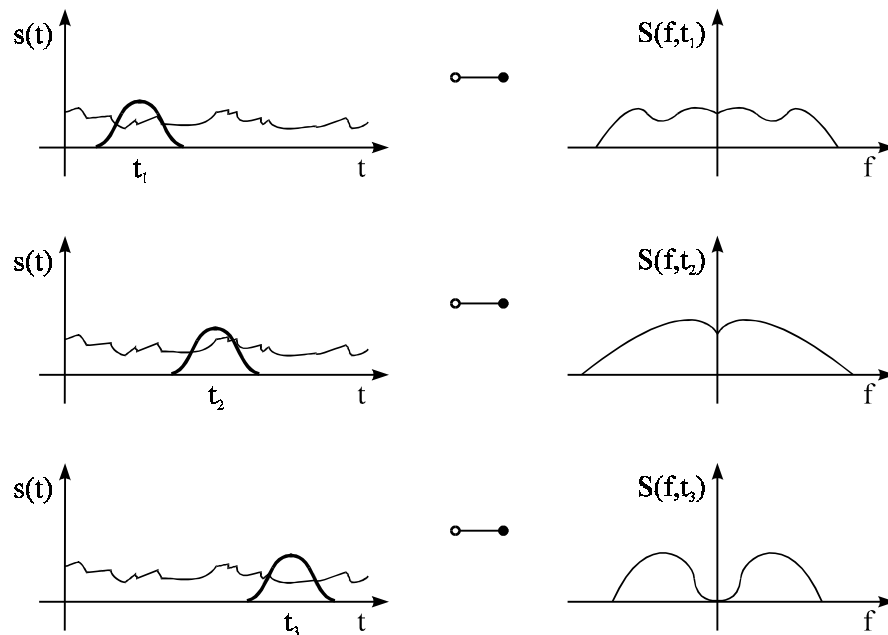 s(t)
S(f,t₁)
t₁
t
f
s(t)
S(f,t₂)
t₂
t
f
s(t)
S(f,t₃)
t₃
t
f